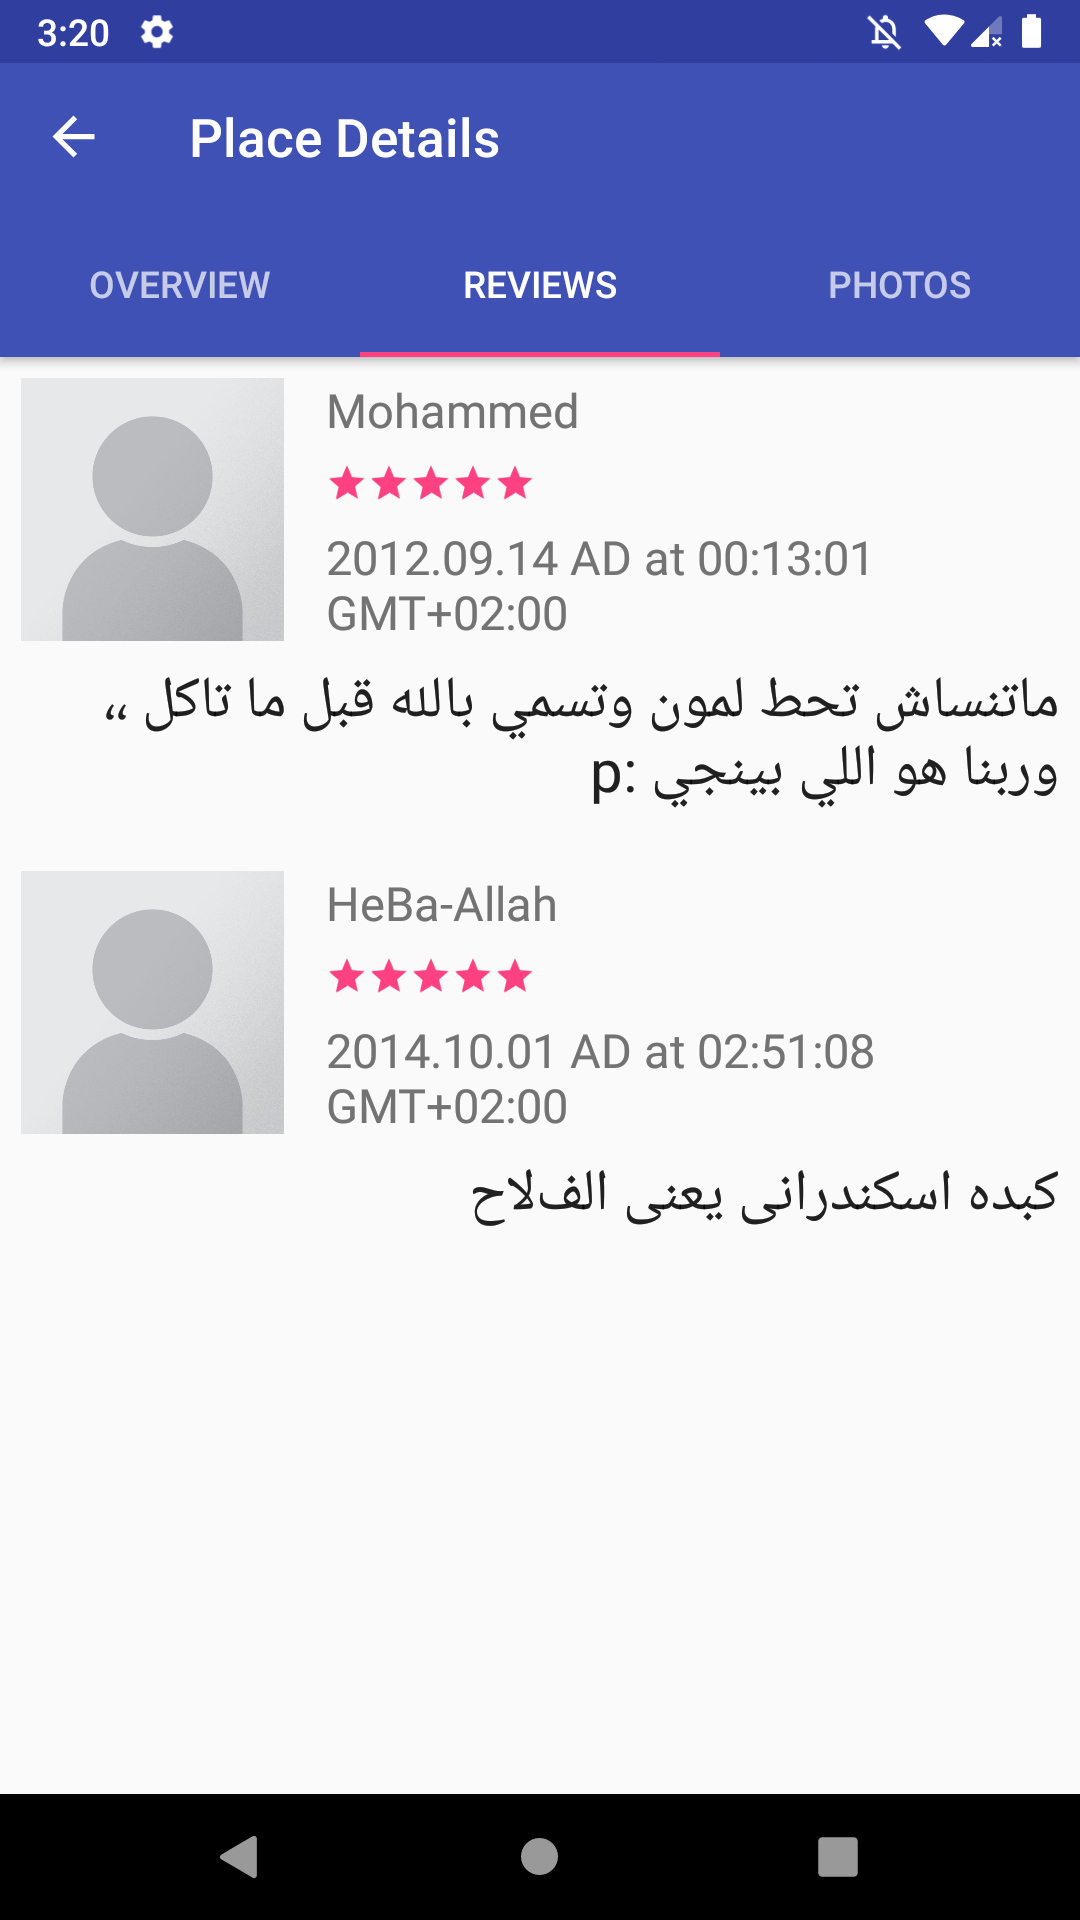 3:20
Place Details
OVERVIEW
REVIEWS
PHOTOS
Mohammed
2012.09.14 AD at 00:13:01
GMT+02:00
ماتنساش تحط لمون وتسمي بالله قبل ما تاكل ،،
وربنا هو اللي بينجي :p
HeBa-Allah
2014.10.01 AD at 02:51:08
GMT+02:00
كبده اسكندرانى يعنى الفلاح